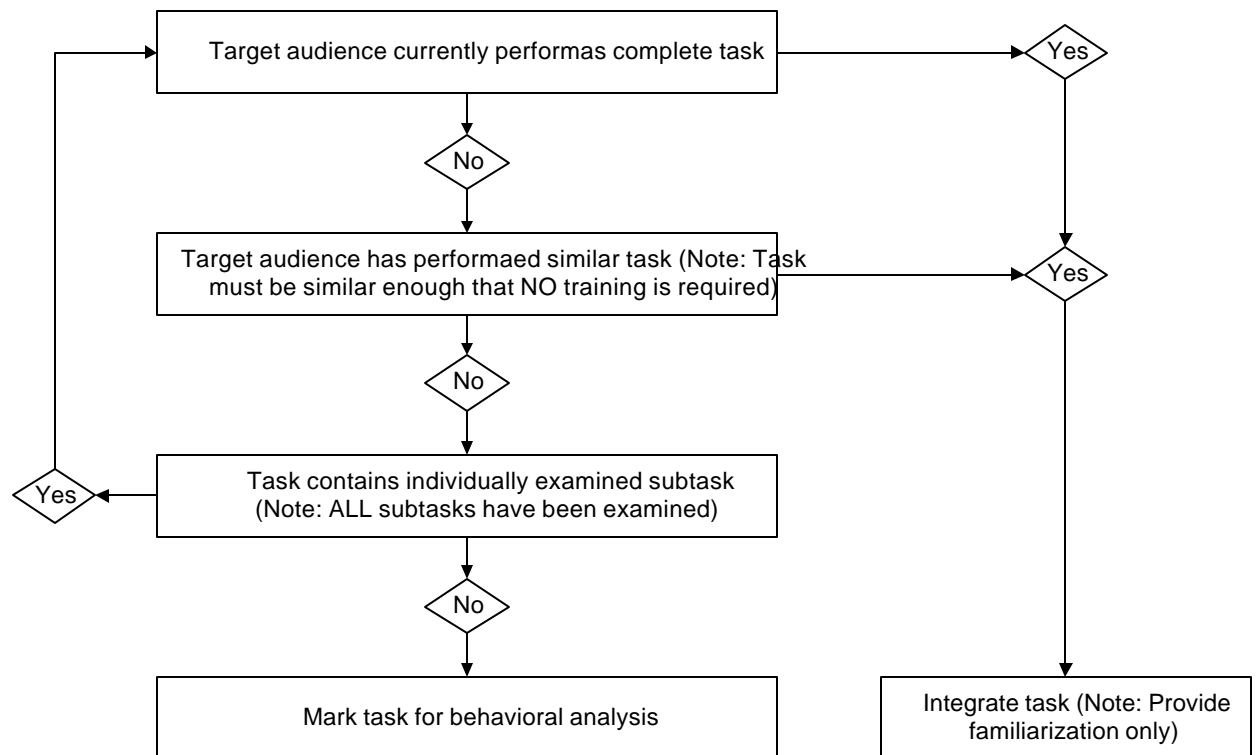 Target audience currently performas complete task
Yes
No
Target audience has performaed similar task (Note: Task
must be similar enough that NO training is required)
Yes
No
Task contains individually examined subtask
(Note: ALL subtasks have been examined)
Yes
No
Mark task for behavioral analysis
Integrate task (Note: Provide
familiarization only)